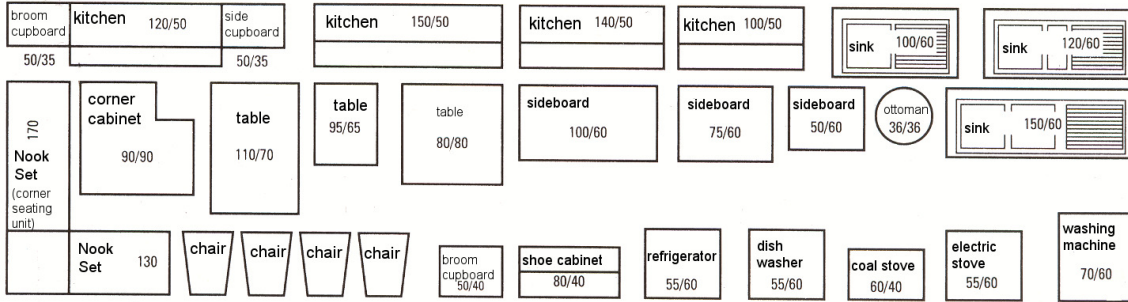 broom
cupboard
kitchen 120/50
side
cupboard
50/35
50/35
kitchen 150/50
kitchen 140/50
kitchen 100/50
sink 100/60
sink 120/60
170
Nook
Set
(corner
seating
unit)
corner
cabinet
90/90
table
110/70
table
95/65
table
80/80
sideboard
100/60
sideboard
75/60
sideboard
50/60
ottoman
36/36
sink 150/60
Nook
Set 130
chair
chair
chair
chair
broom
cupboard
50/40
shoe cabinet
80/40
refrigerator
55/60
dish
washer
55/60
coal stove
60/40
electric
stove
55/60
washing
machine
70/60